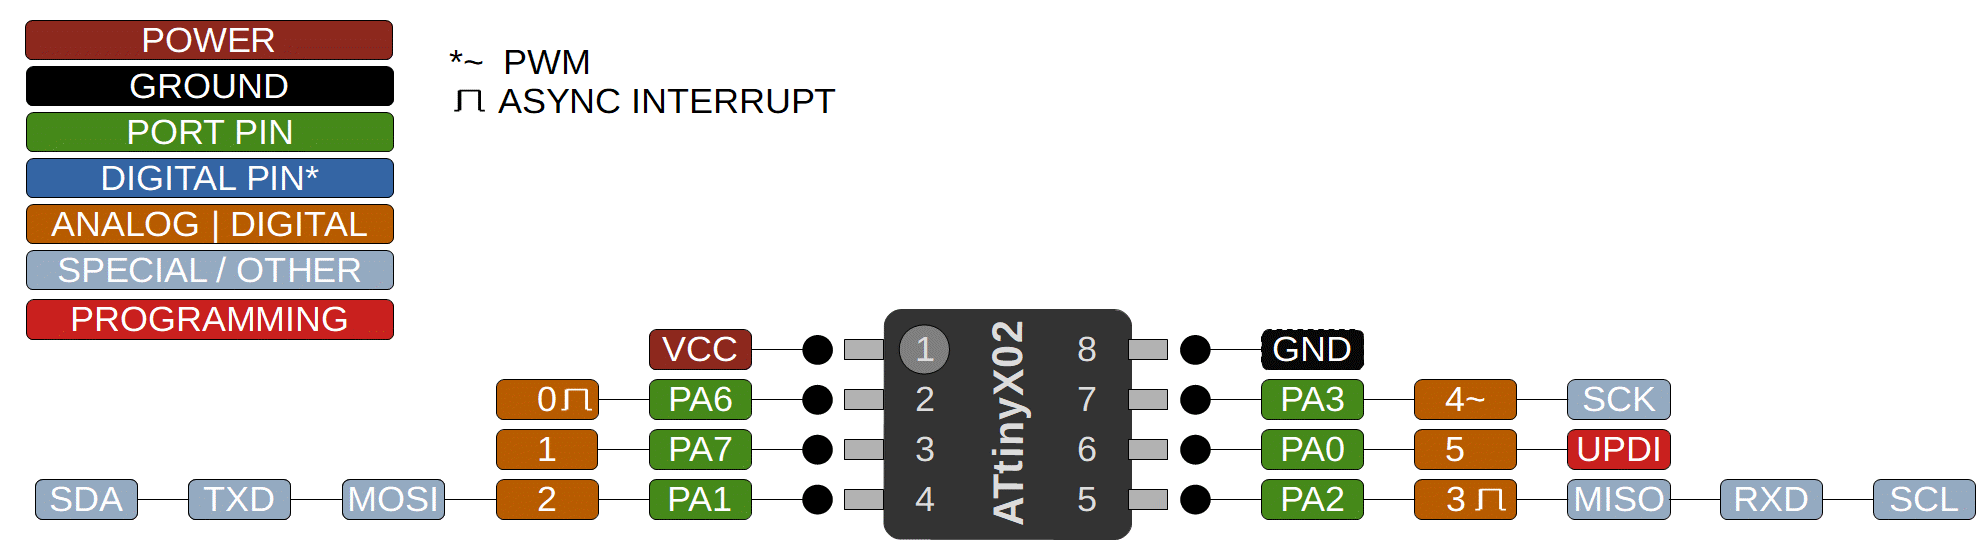 POWER
GROUND
PORT PIN
DIGITAL PIN*
ANALOG | DIGITAL
SPECIAL / OTHER
PROGRAMMING
*~ PWM
ASYNC INTERRUPT
ATtinyX02
VCC 1 8 GND
0 PA6 2 7 PA3 4~ SCK
1 PA7 3 6 PA0 5 UPDI
SDA TXD MOSI 2 PA1 4 5 PA2 3 MISO RXD SCL